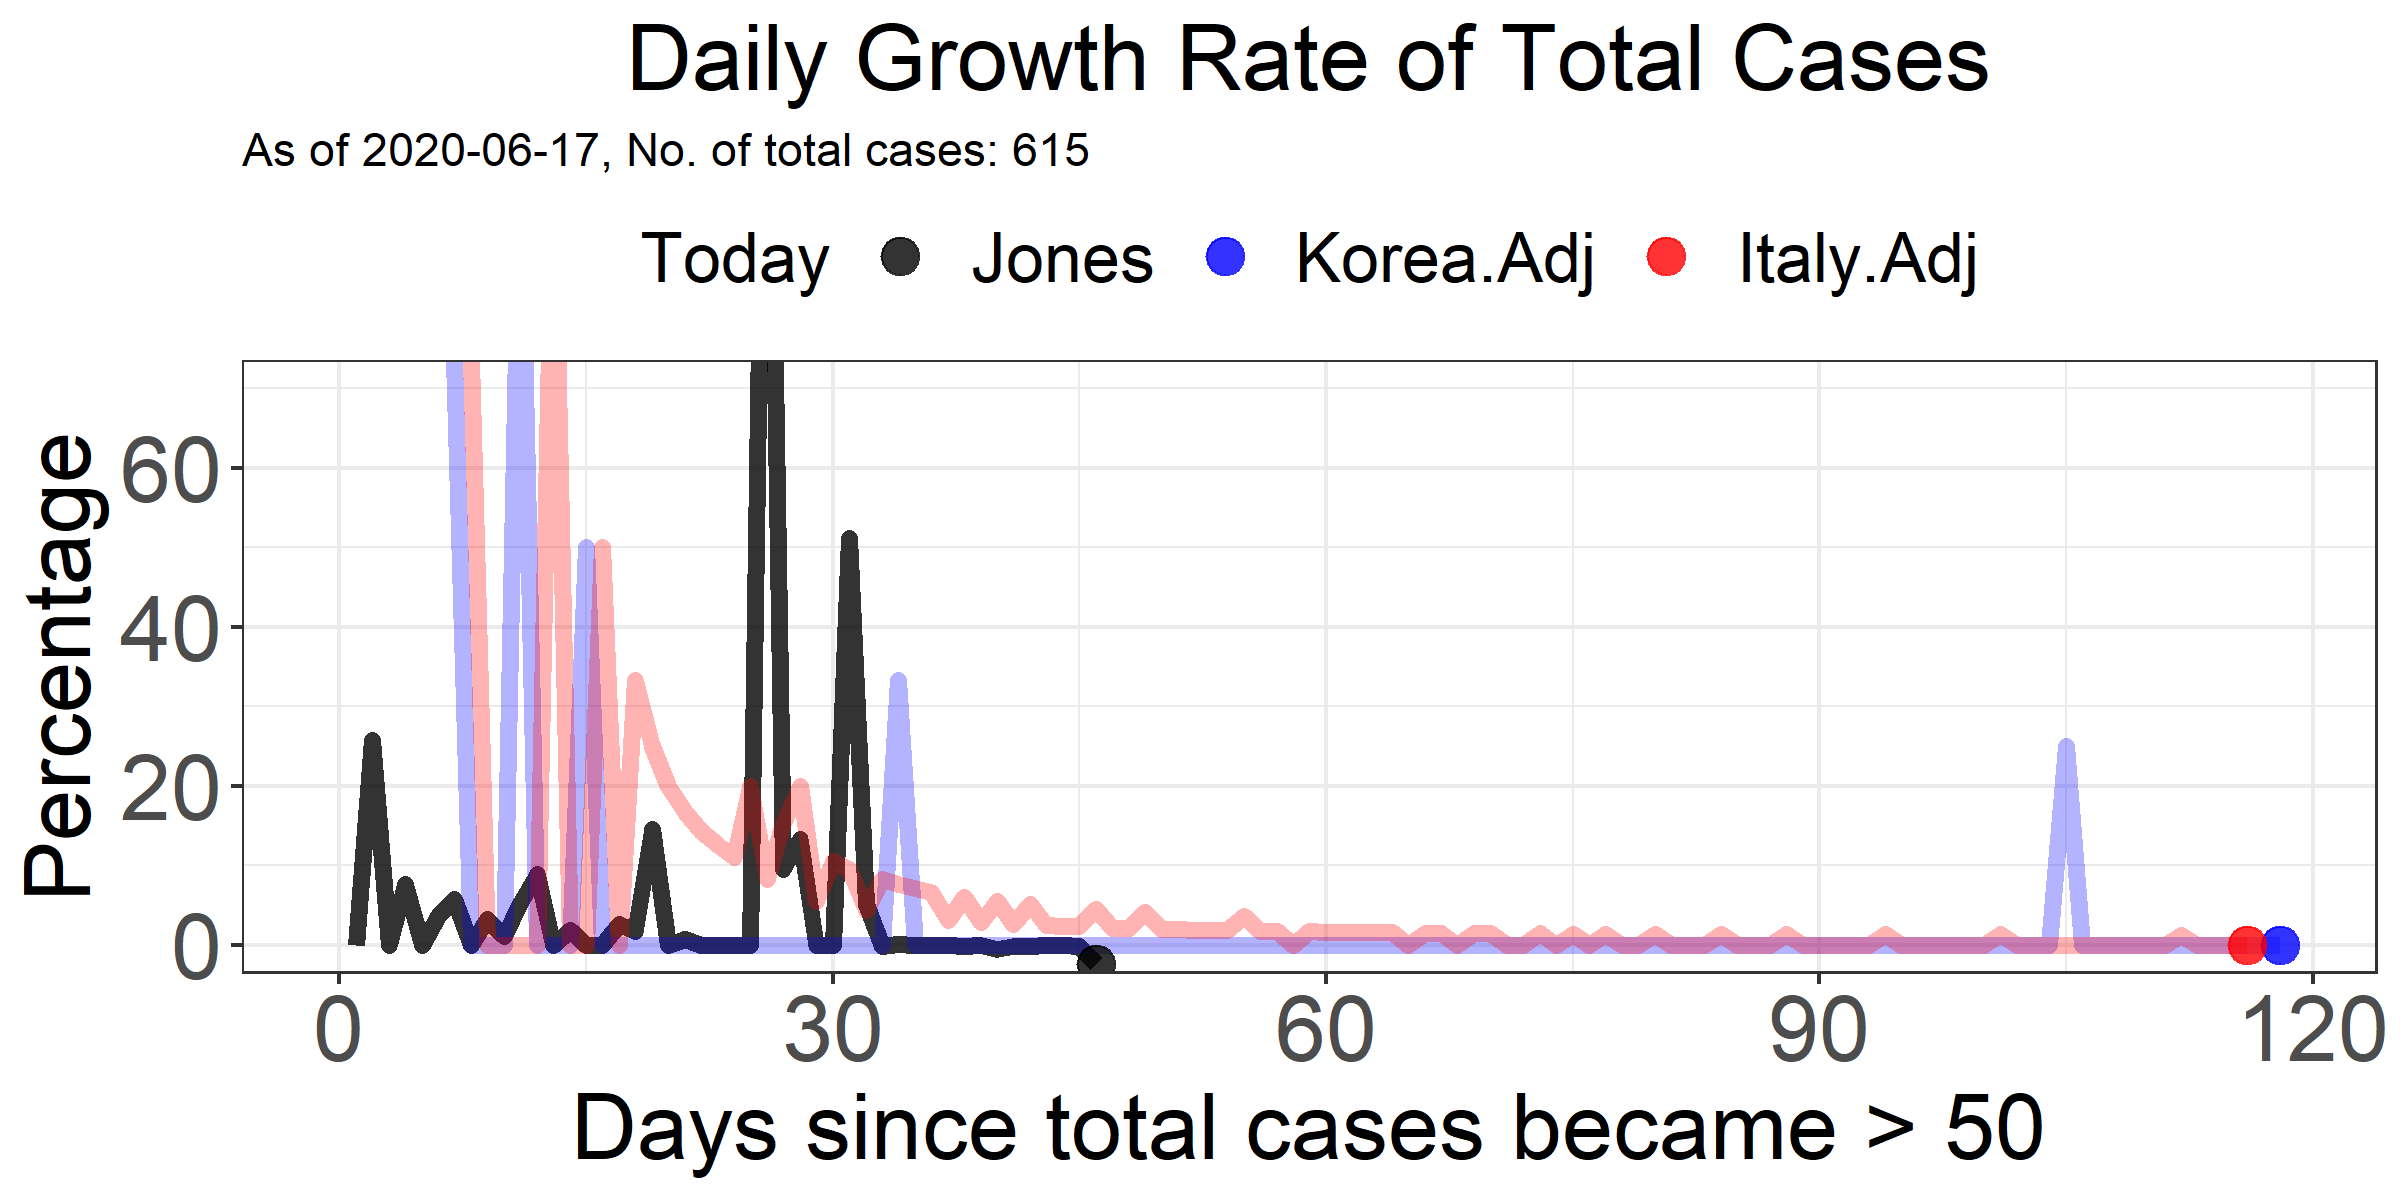 Daily Growth Rate of Total Cases
As of 2020-06-17, No. of total cases: 615
Today Jones Korea.Adj Italy.Adj
Percentage
60
40
20
0
0 30 60 90 120
Days since total cases became > 50